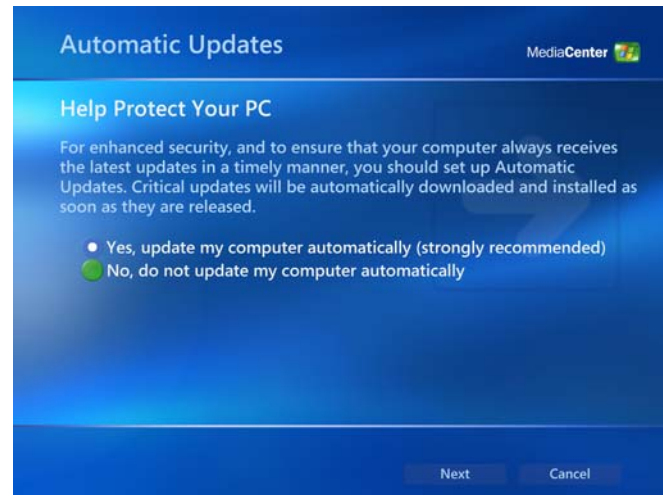 Automatic Updates
MediaCenter
Help Protect Your PC
For enhanced security, and to ensure that your computer always receives
the latest updates in a timely manner, you should set up Automatic
Updates. Critical updates will be automatically downloaded and installed as
soon as they are released.
Yes, update my computer automatically (strongly recommended)
No, do not update my computer automatically
Next
Cancel